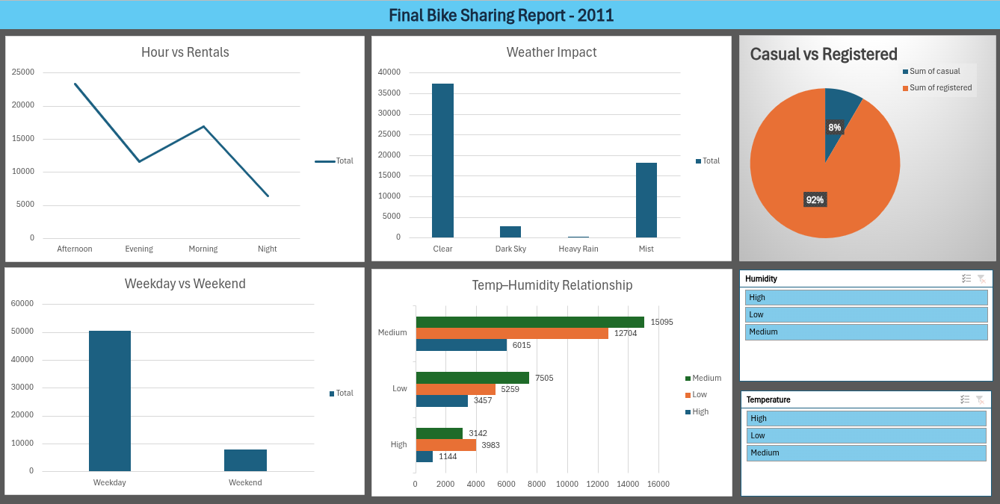 Final Bike Sharing Report - 2011
Hour vs Rentals
25000
20000
15000
10000
5000
0
Afternoon Evening Morning Night
Total
Weather Impact
40000
35000
30000
25000
20000
15000
10000
5000
0
Clear Dark Sky Heavy Rain Mist
Total
Casual vs Registered
Sum of casual
Sum of registered
8%
92%
Weekday vs Weekend
60000
50000
40000
30000
20000
10000
0
Weekday Weekend
Total
Temp–Humidity Relationship
Medium
15095
12704
6015
Low
7505
5259
3457
High
3142
3983
1144
0 2000 4000 6000 8000 10000 12000 14000 16000
Medium
Low
High
Humidity
High
Low
Medium
Temperature
High
Low
Medium